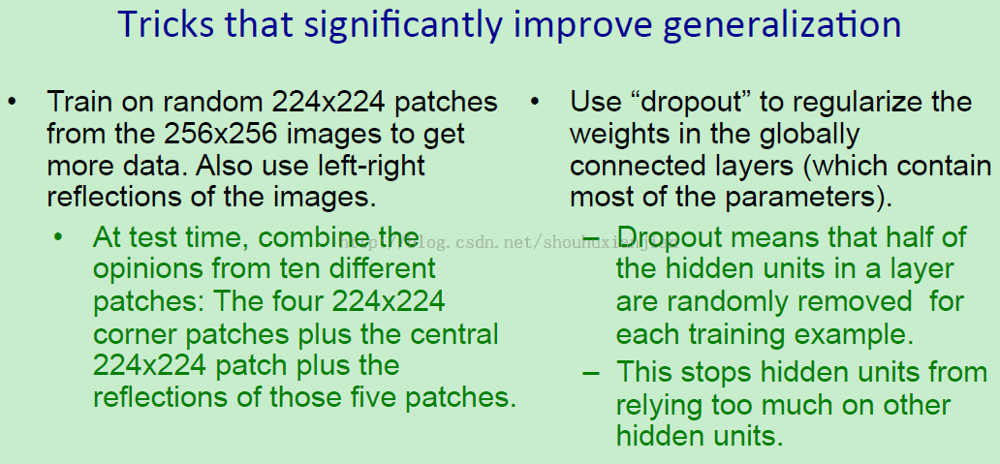 Tricks that significantly improve generalization
• Train on random 224x224 patches
from the 256x256 images to get
more data. Also use left-right
reflections of the images.
• At test time, combine the
opinions from ten different
patches: The four 224x224
corner patches plus the central
224x224 patch plus the
reflections of those five patches.
• Use “dropout” to regularize the
weights in the globally
connected layers (which contain
most of the parameters).
– Dropout means that half of
the hidden units in a layer
are randomly removed for
each training example.
– This stops hidden units from
relying too much on other
hidden units.
http://blog.csdn.net/shouhuxianjian